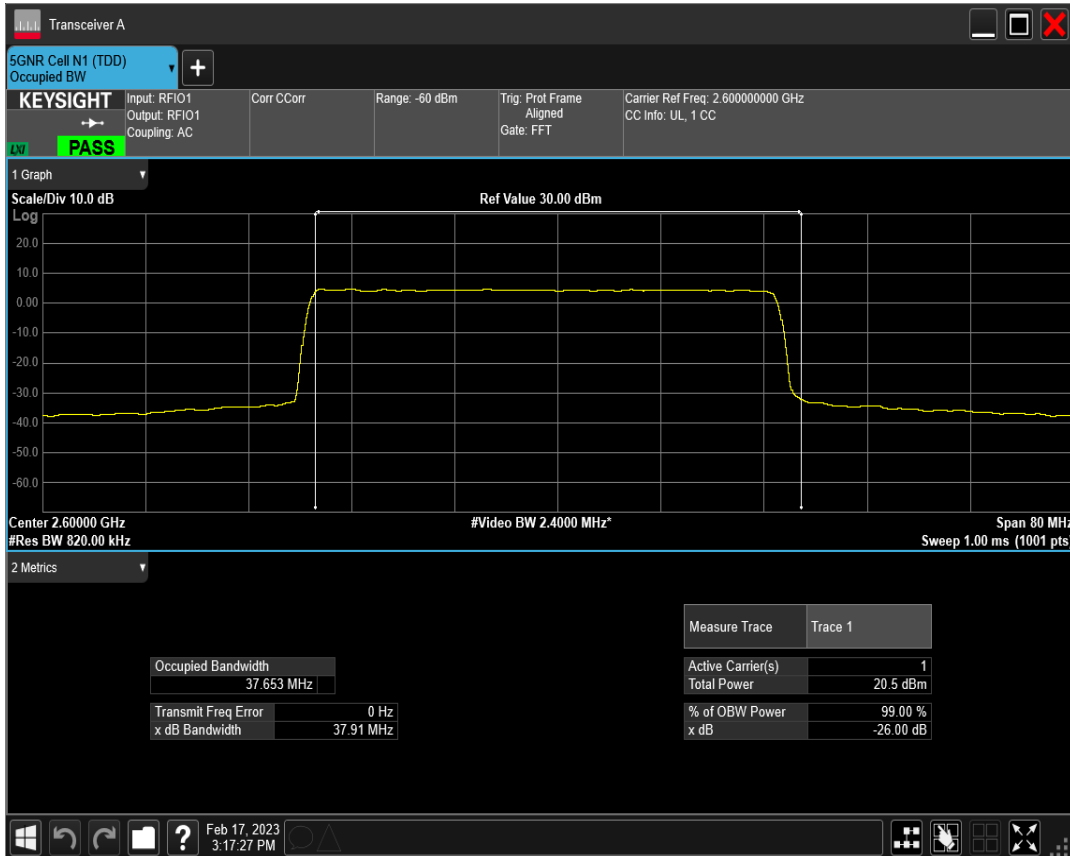 Transceiver A
5GNR Cell N1 (TDD)
Occupied BW
+
KEYSIGHT
LXI
PASS
Input: RFIO1
Output: RFIO1
Coupling: AC
Corr CCorr
Range: -60 dBm
Trig: Prot Frame
Aligned
Gate: FFT
Carrier Ref Freq: 2.600000000 GHz
CC Info: UL, 1 CC
1 Graph
Scale/Div 10.0 dB
Ref Value 30.00 dBm
Log
20.0
10.0
0.00
-10.0
-20.0
-30.0
-40.0
-50.0
-60.0
Center 2.60000 GHz
#Video BW 2.4000 MHz*
Span 80 MHz
#Res BW 820.00 kHz
Sweep 1.00 ms (1001 pts)
2 Metrics
Measure Trace Trace 1
Occupied Bandwidth
37.653 MHz
Active Carrier(s) 1
Total Power 20.5 dBm
Transmit Freq Error 0 Hz
x dB Bandwidth 37.91 MHz
% of OBW Power 99.00 %
x dB -26.00 dB
?
Feb 17, 2023
3:17:27 PM